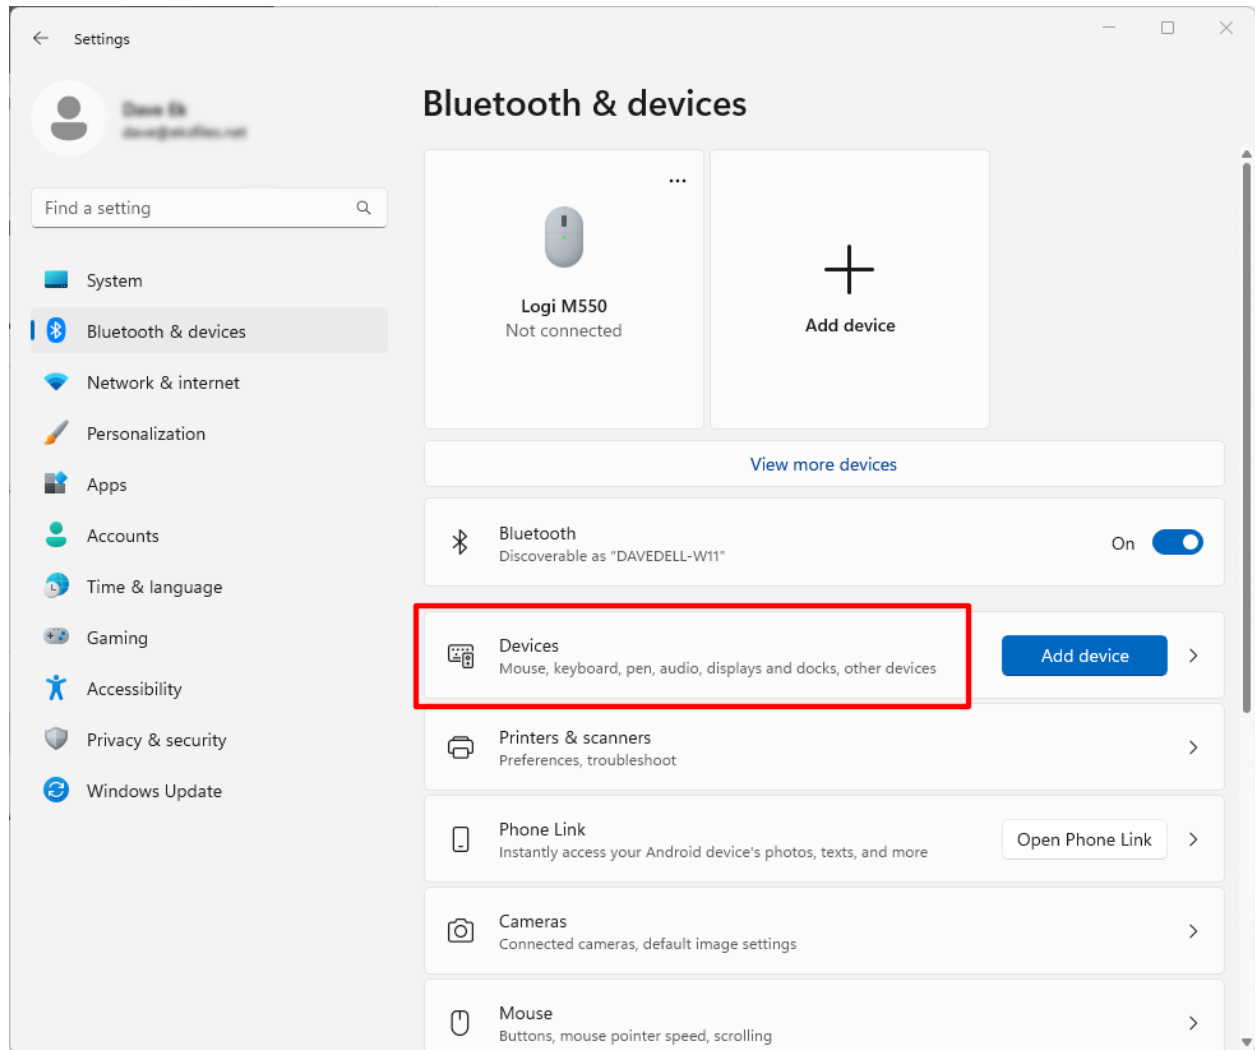 Settings
Bluetooth & devices
Find a setting
System
Bluetooth & devices
Network & internet
Personalization
Apps
Accounts
Time & language
Gaming
Accessibility
Privacy & security
Windows Update
Logi M550
Not connected
Add device
View more devices
Bluetooth
Discoverable as “DAVEDELL-W11”
On
Devices
Mouse, keyboard, pen, audio, displays and docks, other devices
Add device
Printers & scanners
Preferences, troubleshoot
Phone Link
Instantly access your Android device's photos, texts, and more
Open Phone Link
Cameras
Connected cameras, default image settings
Mouse
Buttons, mouse pointer speed, scrolling